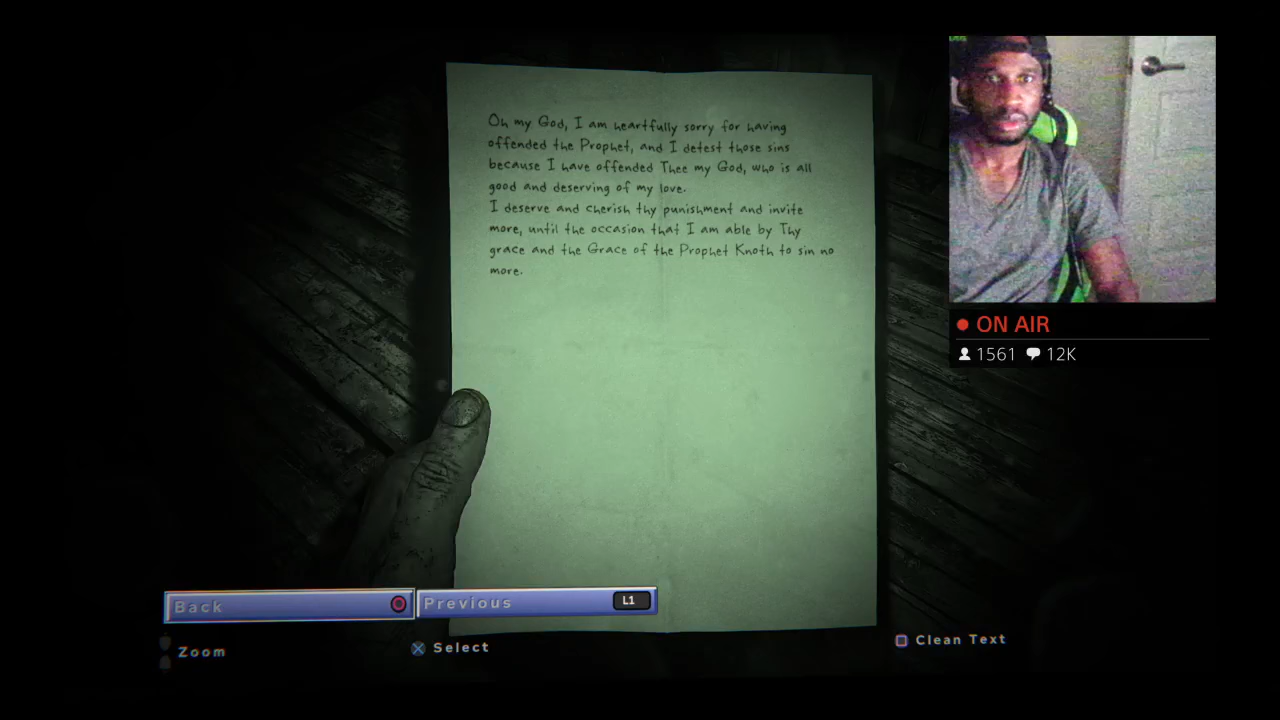 Oh my God, I am heartfully sorry for having
offended the Prophet, and I detest those sins
because I have offended Thee my God, who is all
good and deserving of my love.
I deserve and cherish thy punishment and invite
more, until the occasion that I am able by Thy
grace and the Grace of the Prophet Knoth to sin no
more.
ON AIR
1561 12K
Back
Previous L1
Zoom
Select
Clean Text